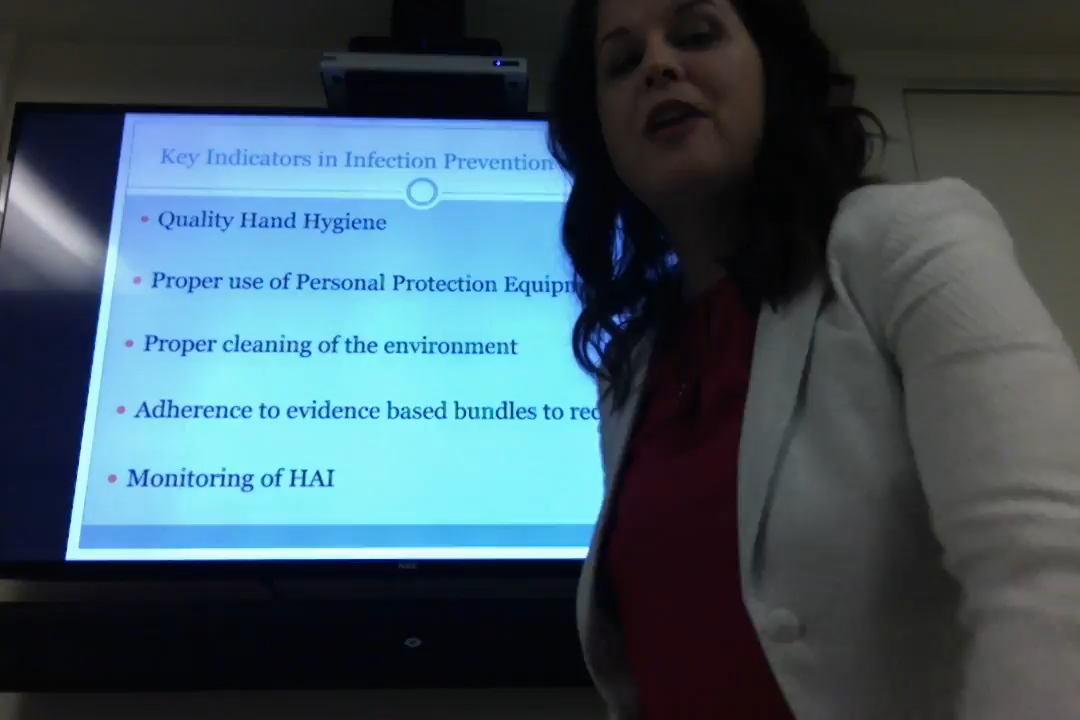 Key Indicators in Infection Prevention
Quality Hand Hygiene
Proper use of Personal Protection
Proper cleaning of the environment
Adherence to evidence based bundles to
Monitoring of HAI
NEC